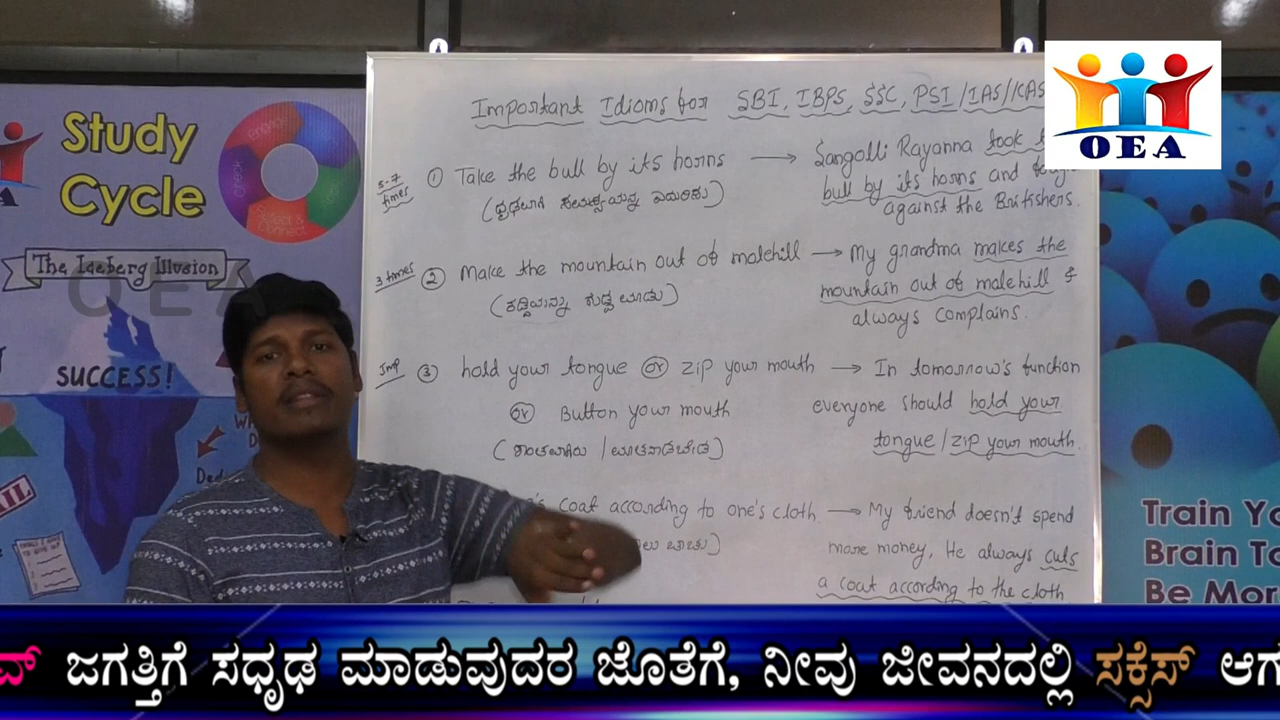 Important Idioms for SBI, IBPS, SSC, PSI/IAS/KAS
OEA
Study
Cycle
Engage
Check
Select &
Connect
The Iceberg Illusion
OEA
SUCCESS!
5-7
times
① Take the bull by its horns → Sangolli Rayanna took
bull by its horns and
against the Britishers.
3 times
② Make the mountain out of molehill → My grandma makes the
mountain out of molehill &
always complains.
Imp
③ hold your tongue or zip your mouth → In tomorrow's function
or Button your mouth
everyone should hold your
tongue/zip your mouth.
coat according to one's cloth → My friend doesn't spend
more money, He always cuts
a coat according to the cloth
Train Yo
Brain To
Be Mor
ಜಗತ್ತಿಗೆ ಸಧೃಢ ಮಾಡುವುದರ ಜೊತೆಗೆ, ನೀವು ಜೀವನದಲ್ಲಿ ಸಕ್ಸೆಸ್ ಆಗ